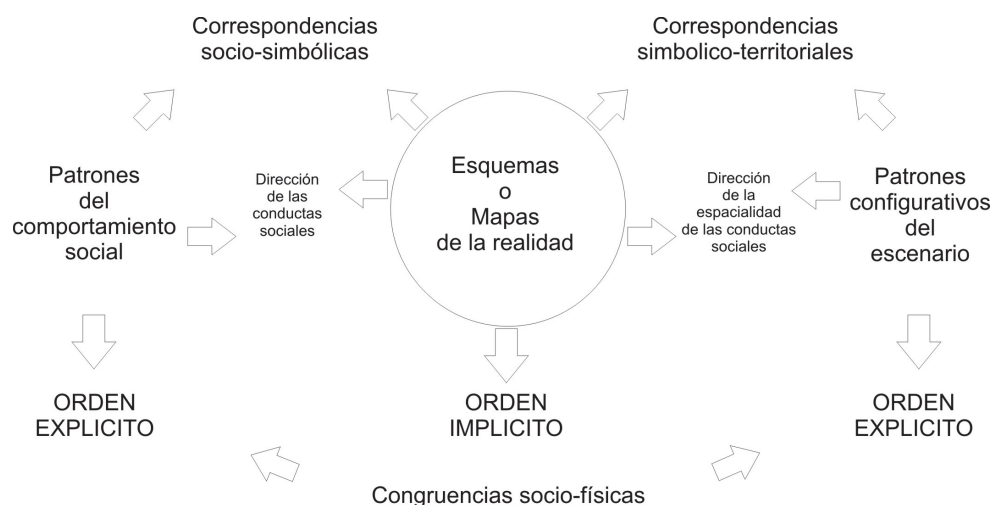 Correspondencias
socio-simbólicas
Correspondencias
simbolico-territoriales
Patrones
del
comportamiento
social
Dirección
de las
conductas
sociales
Esquemas
o
Mapas
de la realidad
Dirección
de la
espacialidad
de las conductas
sociales
Patrones
configurativos
del
escenario
ORDEN
EXPLICITO
ORDEN
IMPLICITO
ORDEN
EXPLICITO
Congruencias socio-físicas